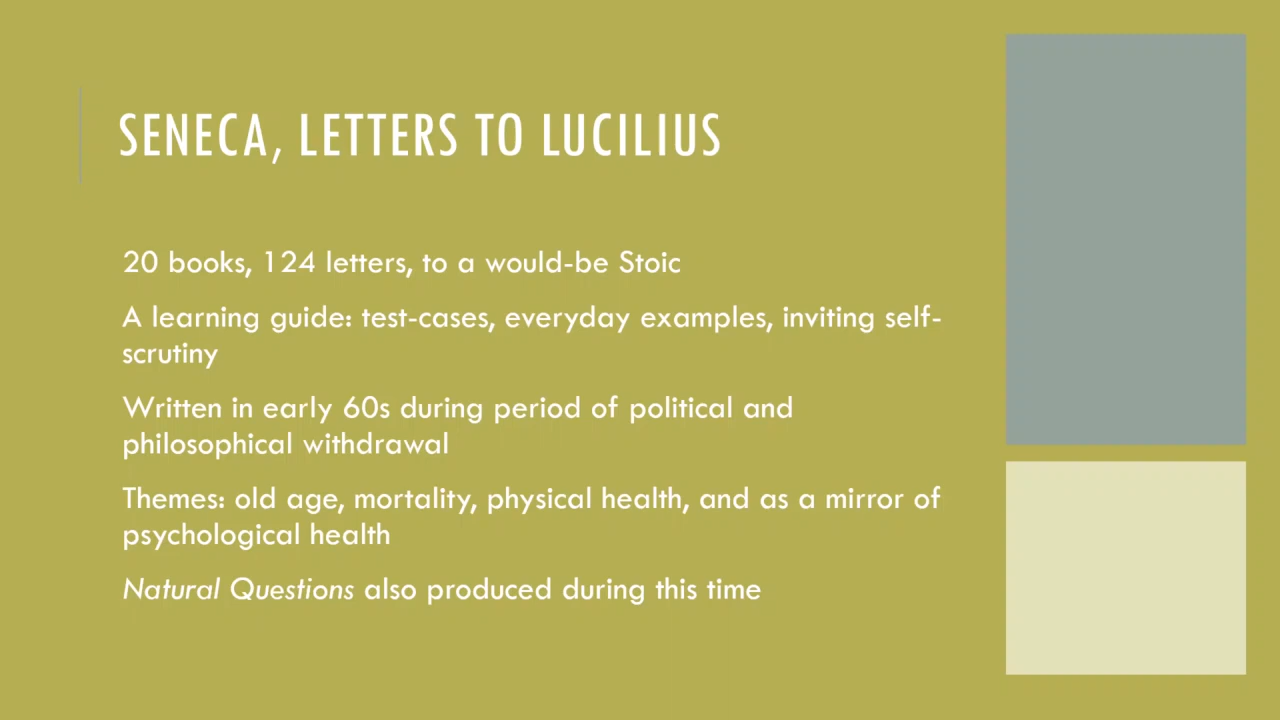 SENECA, LETTERS TO LUCILIUS
20 books, 124 letters, to a would-be Stoic
A learning guide: test-cases, everyday examples, inviting self-
scrutiny
Written in early 60s during period of political and
philosophical withdrawal
Themes: old age, mortality, physical health, and as a mirror of
psychological health
Natural Questions also produced during this time